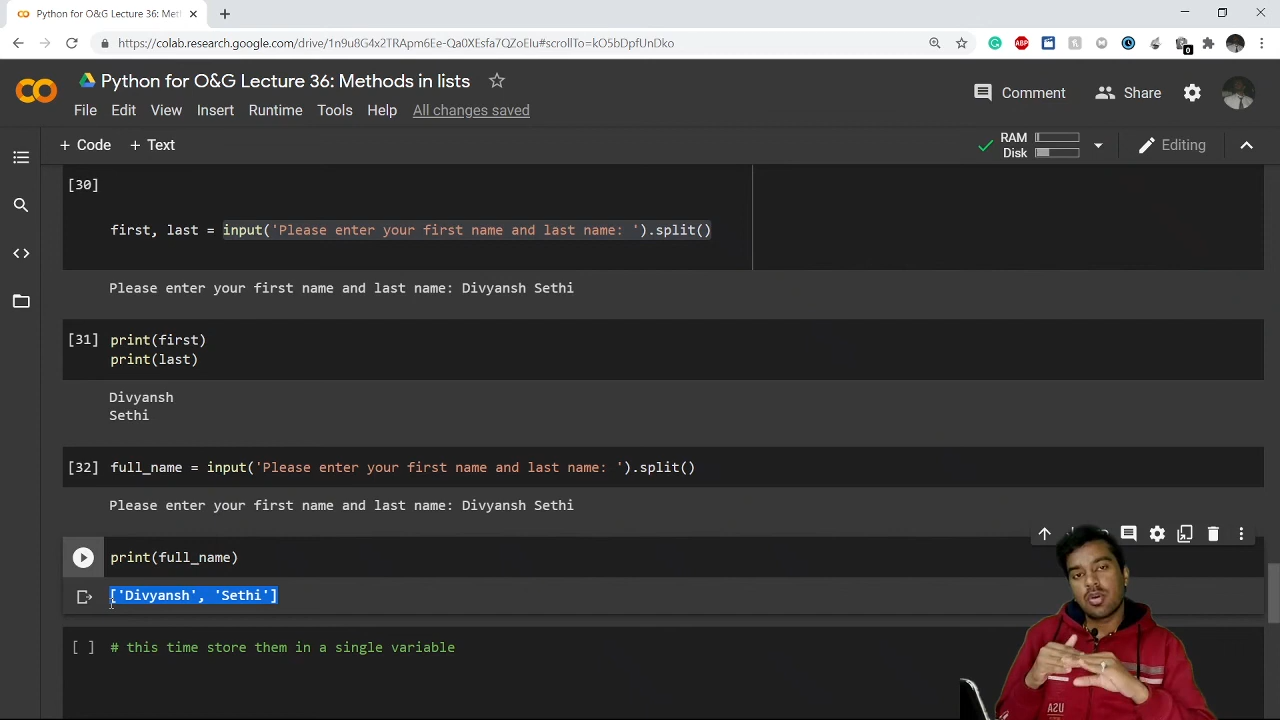 Python for O&G Lecture 36: Met
https://colab.research.google.com/drive/
Python for O&G Lecture 36: Methods in lists
Comment
Share
File Edit View Insert Runtime Tools Help All changes saved
+ Code + Text
RAM
Disk
Editing
[30]
first, last = input('Please enter your first name and last name: ').split()
Please enter your first name and last name: Divyansh Sethi
[31] print(first)
print(last)
Divyansh
Sethi
[32] full_name = input('Please enter your first name and last name: ').split()
Please enter your first name and last name: Divyansh Sethi
print(full_name)
['Divyansh', 'Sethi']
[ ] # this time store them in a single variable
USA